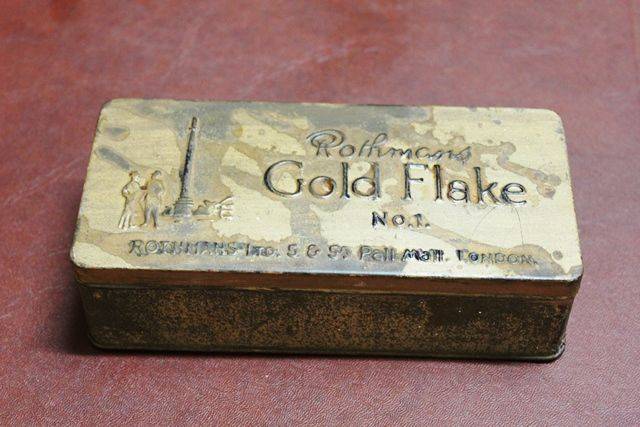 Rothmans
Gold Flake
No.1.
ROTHMANS LTD. 5 & 5A Pall Mall. LONDON.